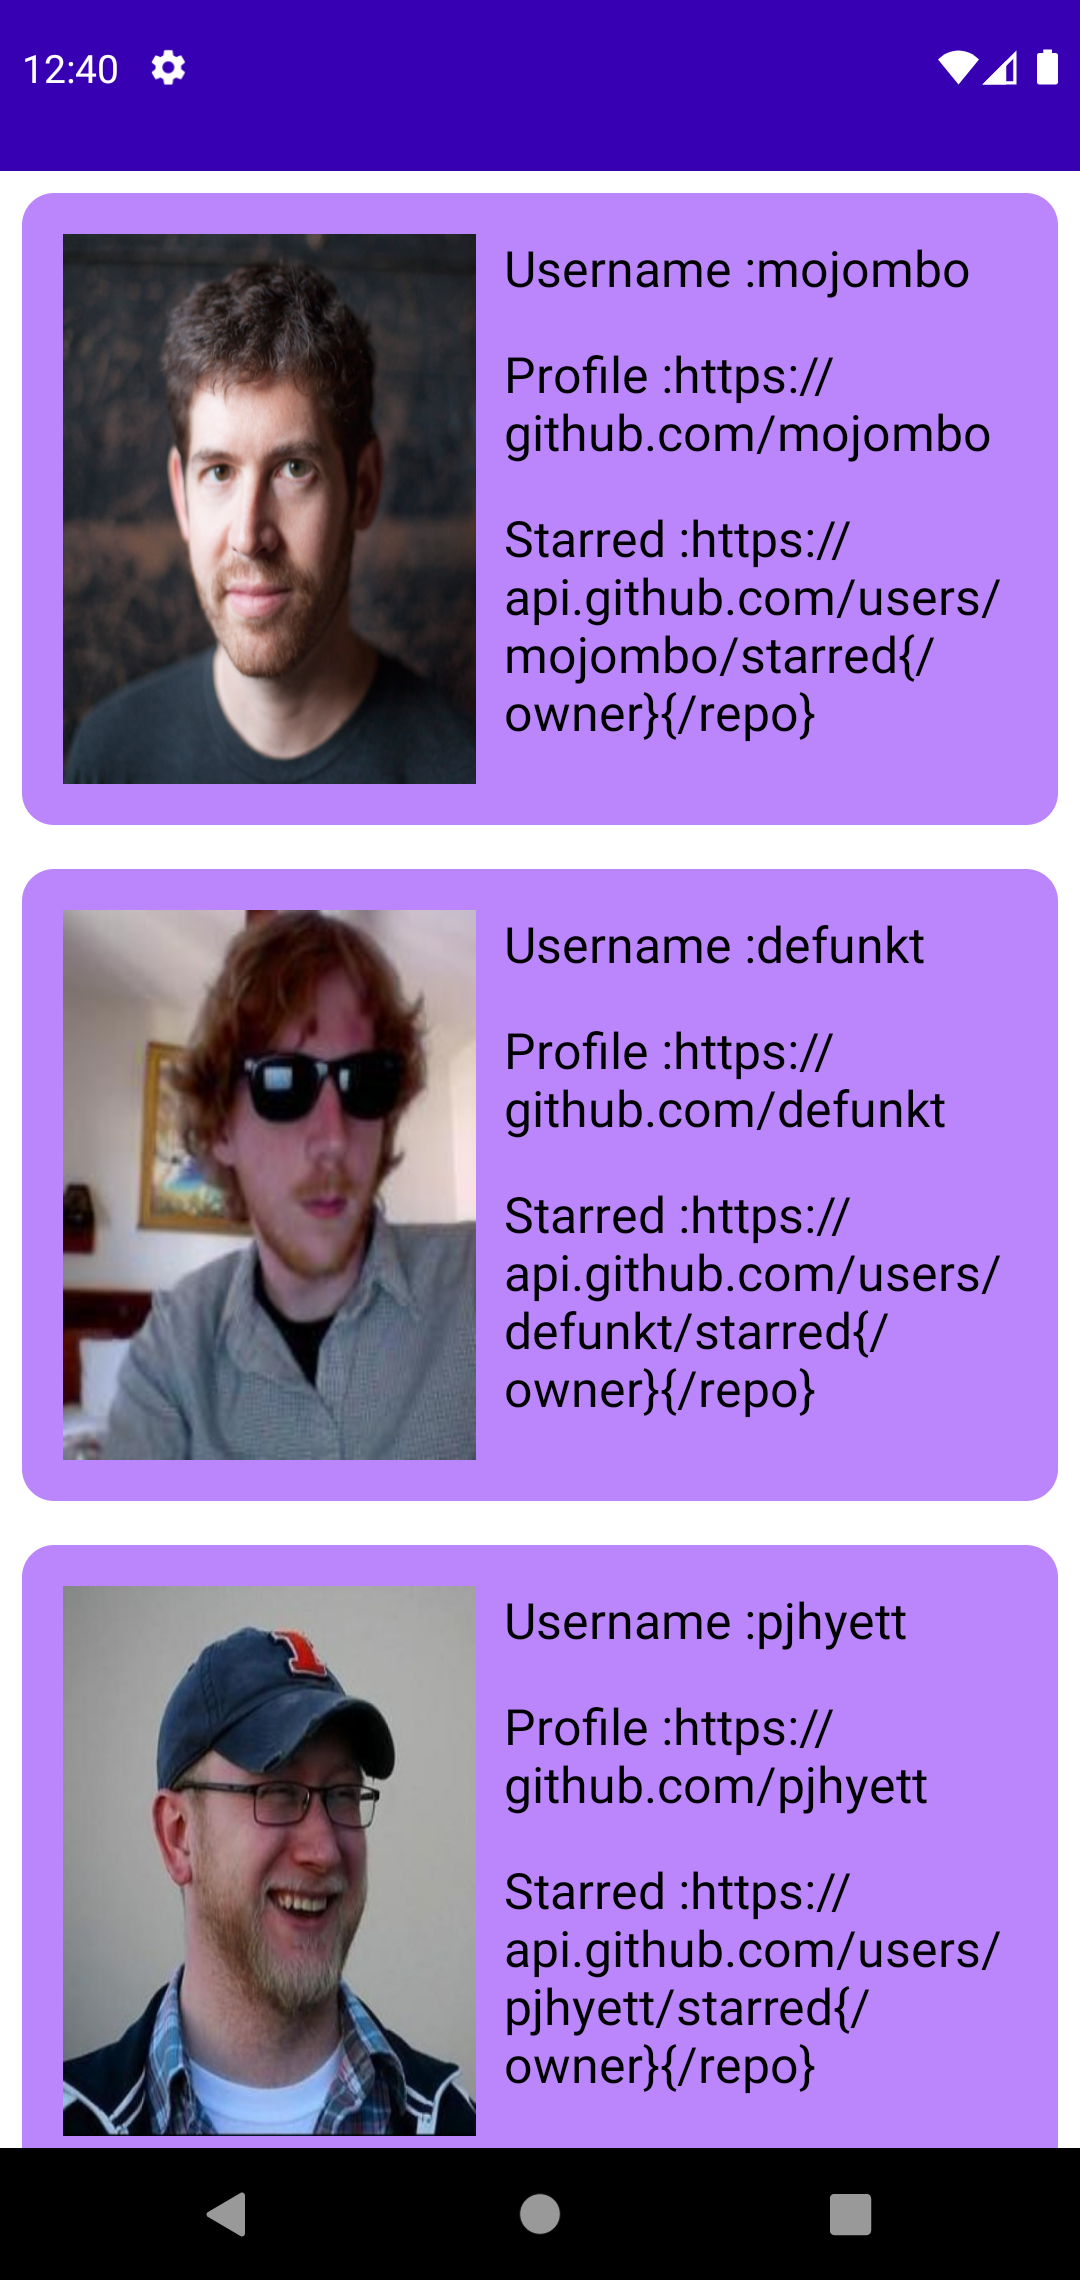 12:40
Username :mojombo
Profile :https://
github.com/mojombo
Starred :https://
api.github.com/users/
mojombo/starred{/
owner}{/repo}
Username :defunkt
Profile :https://
github.com/defunkt
Starred :https://
api.github.com/users/
defunkt/starred{/
owner}{/repo}
Username :pjhyett
Profile :https://
github.com/pjhyett
Starred :https://
api.github.com/users/
pjhyett/starred{/
owner}{/repo}